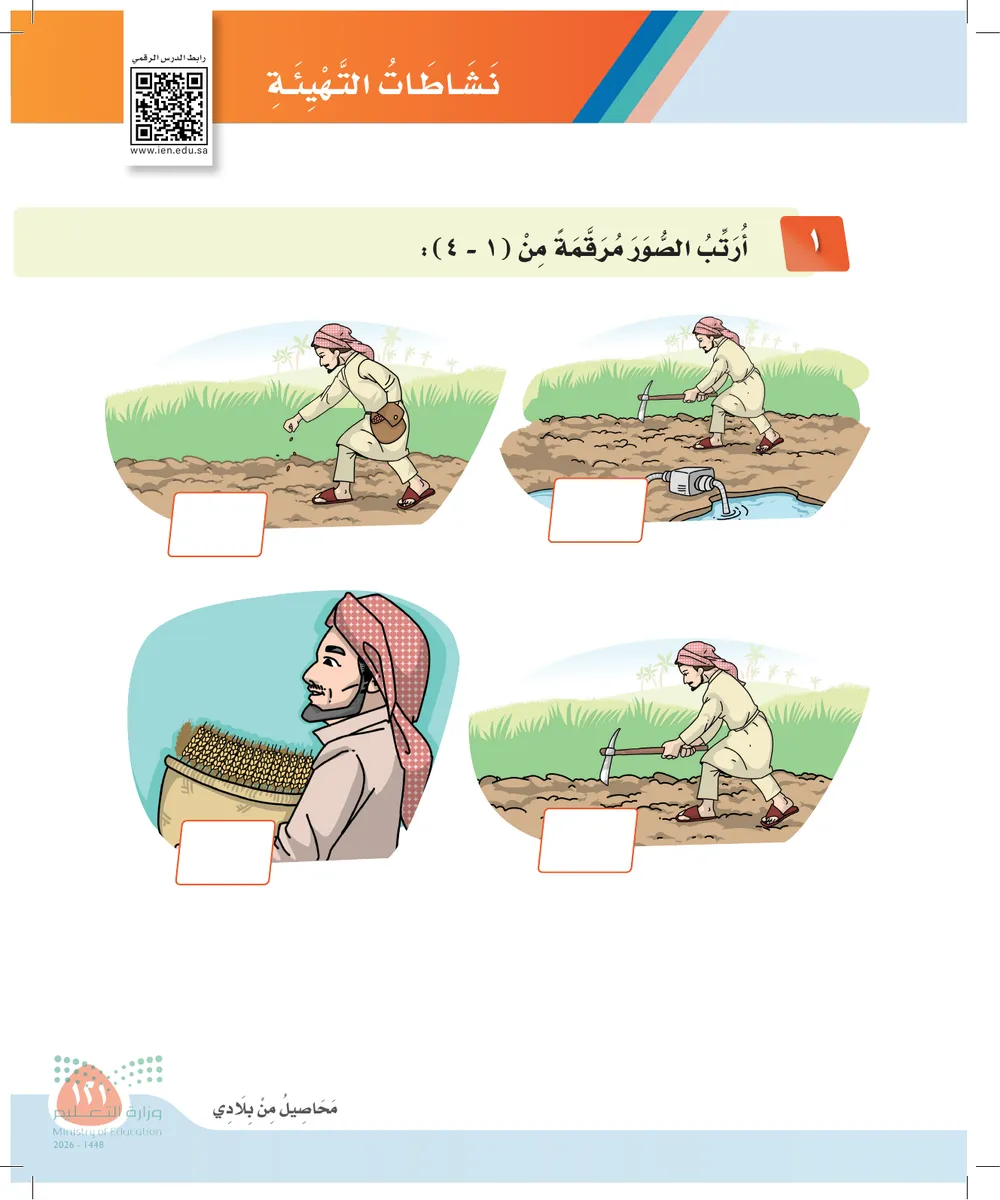 رابط الدرس الرقمي
www.ien.edu.sa
نَشَاطَاتُ التَّهْيِئَةِ
١
أُرَتِّبُ الصُّوَرَ مُرَقَّمَةً مِنْ (١ - ٤):
مَحَاصِيلُ مِنْ بِلَادِي
١٢١
وزارة التعليم
Ministry of Education
2026 - 1448